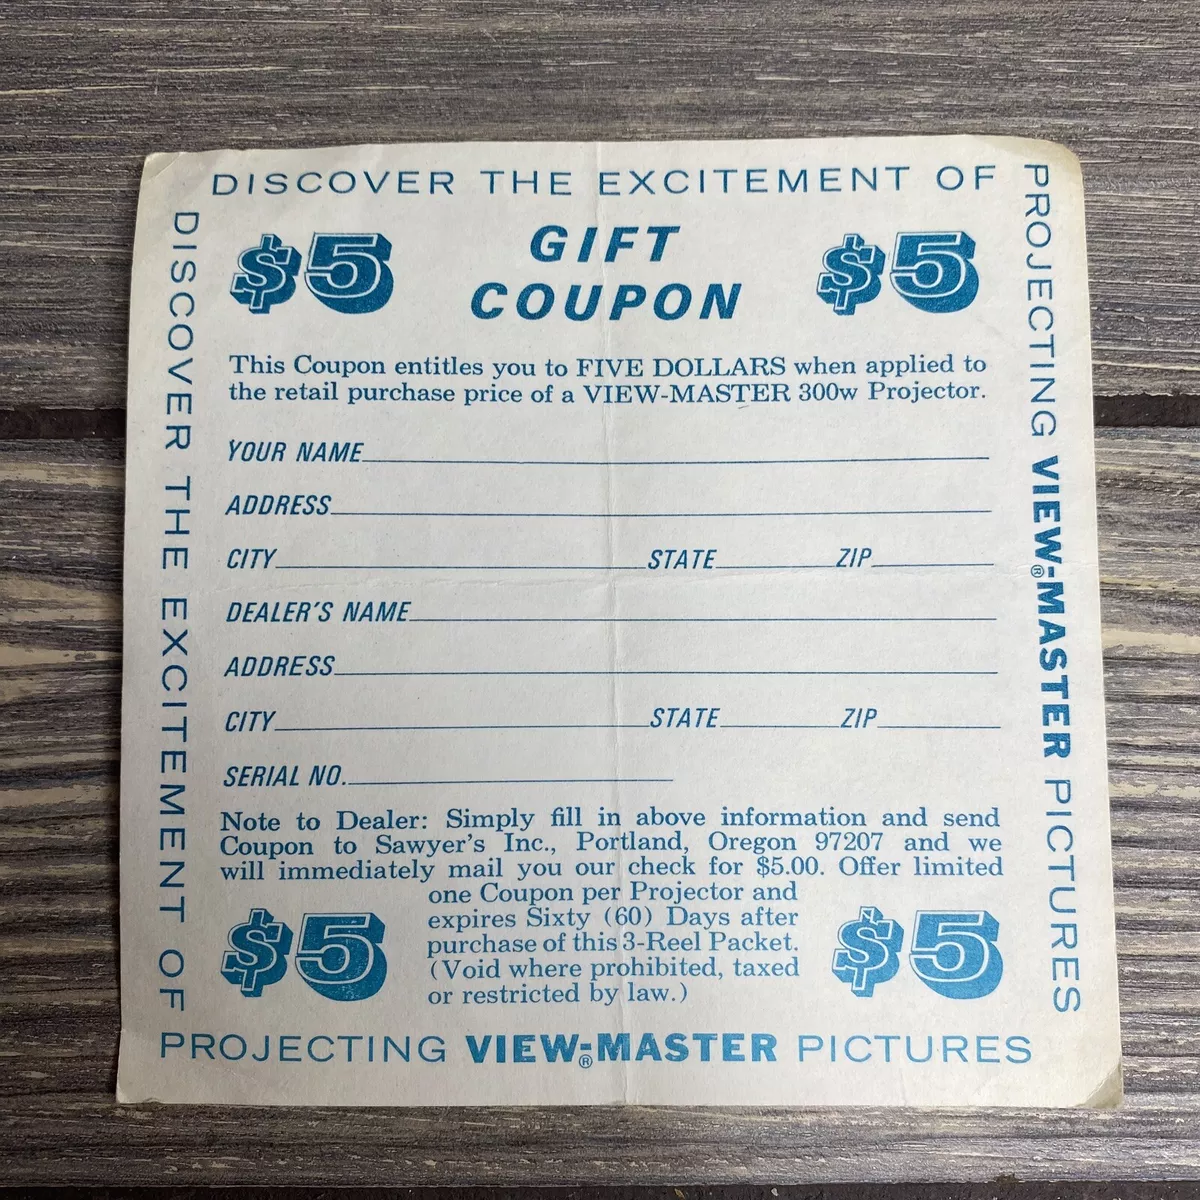 DISCOVER THE EXCITEMENT OF
PROJECTING VIEW-MASTER® PICTURES
DISCOVER THE EXCITEMENT OF
$5
GIFT
COUPON
$5
This Coupon entitles you to FIVE DOLLARS when applied to
the retail purchase price of a VIEW-MASTER 300w Projector.
YOUR NAME
ADDRESS
CITY STATE ZIP
DEALER'S NAME
ADDRESS
CITY STATE ZIP
SERIAL NO.
Note to Dealer: Simply fill in above information and send
Coupon to Sawyer's Inc., Portland, Oregon 97207 and we
will immediately mail you our check for $5.00. Offer limited
one Coupon per Projector and
expires Sixty (60) Days after
purchase of this 3-Reel Packet.
(Void where prohibited, taxed
or restricted by law.)
$5
$5
PROJECTING VIEW-MASTER® PICTURES